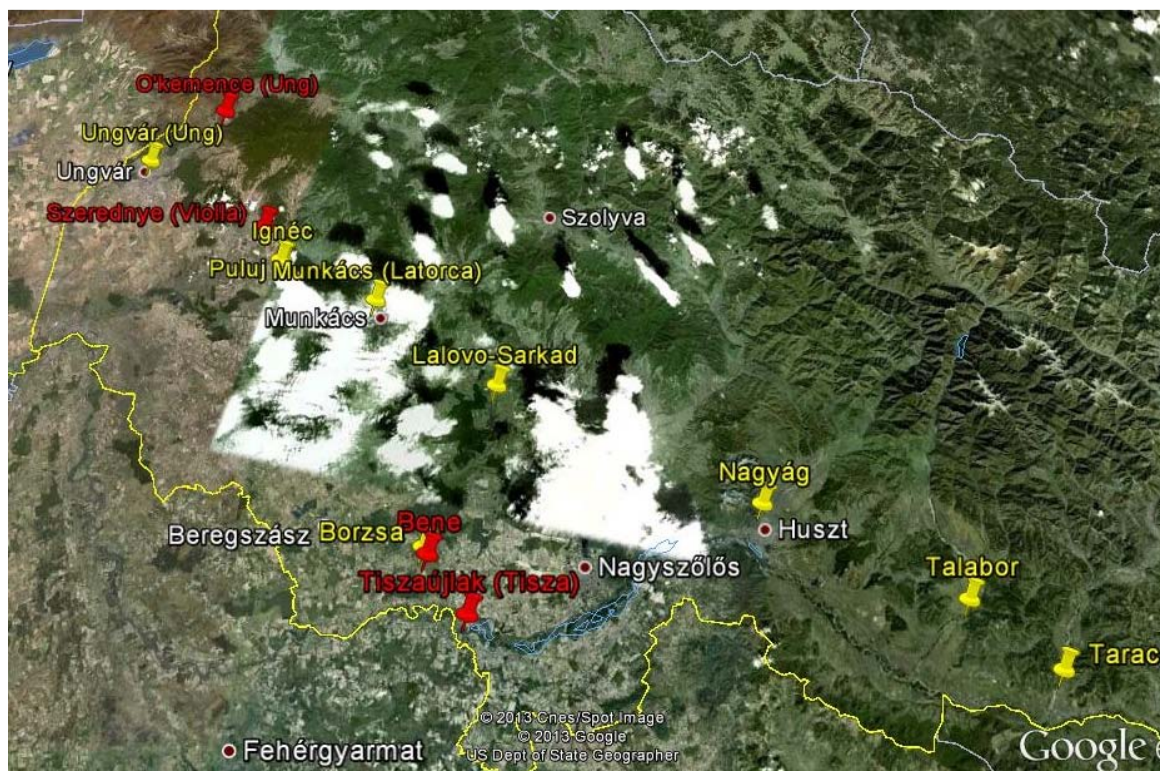 O'kemence (Ung)
Ungvár (Ung)
Ungvár
Szerednye (Violla)
Ignéc
Szolyva
Puluj Munkács (Latorca)
Munkács
Lalovo-Sarkad
Nagyág
Huszt
Beregszász
Borzsa
Bene
Nagyszőlős
Talabor
Tiszaújlak (Tisza)
Tarac
© 2013 Cnes/Spot Image
© 2013 Google
US Dept of State Geographer
Fehérgyarmat
Google